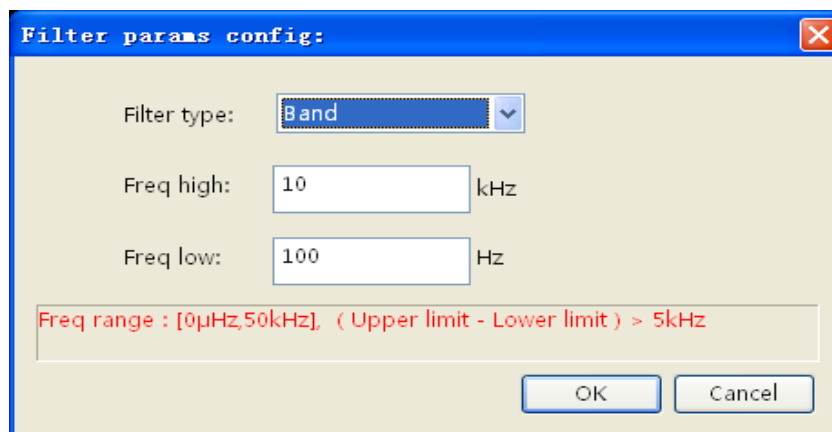 Filter params config:
Filter type: Band
Freq high: 10 kHz
Freq low: 100 Hz
Freq range : [0μHz,50kHz], ( Upper limit - Lower limit ) > 5kHz
OK Cancel